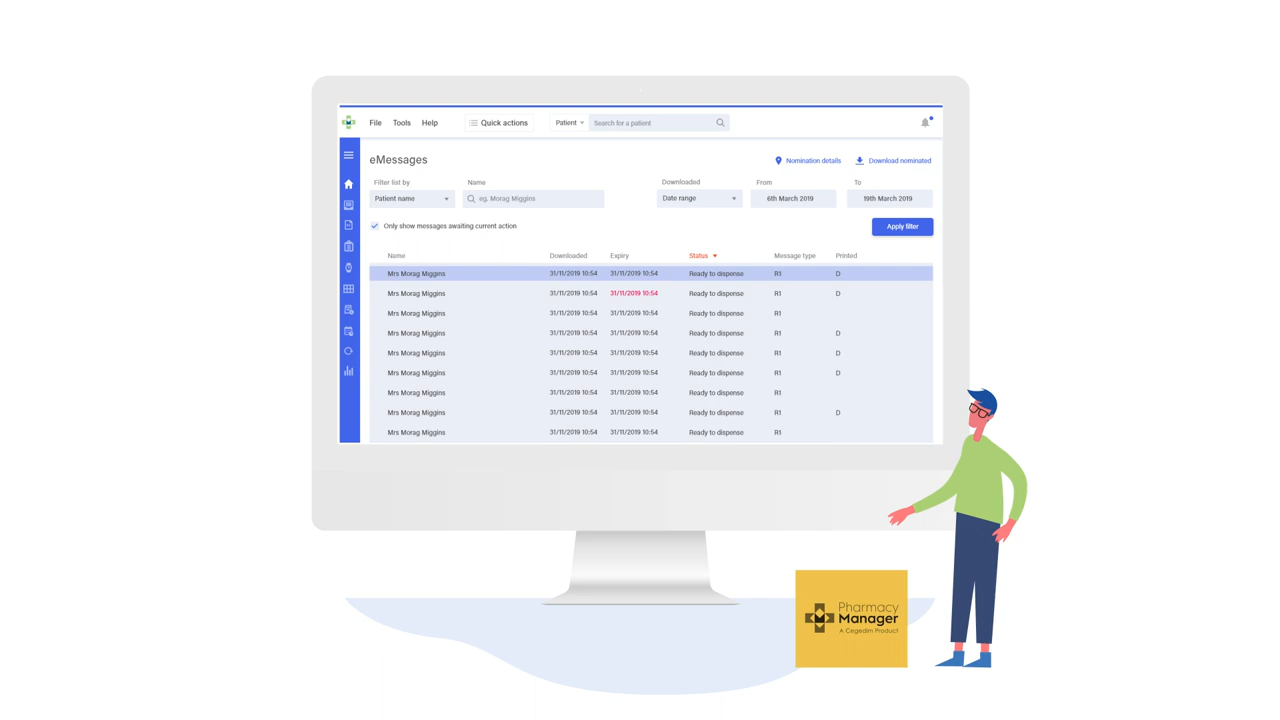 File Tools Help Quick actions Patient Search for a patient
eMessages Nomination details Download nominated
Filter list by Name Downloaded From To
Patient name eg. Morag Miggins Date range 6th March 2019 19th March 2019
Only show messages awaiting current action Apply filter
Name Downloaded Expiry Status Message type Printed
Mrs Morag Miggins 31/11/2019 10:54 31/11/2019 10:54 Ready to dispense R1 D
Mrs Morag Miggins 31/11/2019 10:54 31/11/2019 10:54 Ready to dispense R1 D
Mrs Morag Miggins 31/11/2019 10:54 31/11/2019 10:54 Ready to dispense R1
Mrs Morag Miggins 31/11/2019 10:54 31/11/2019 10:54 Ready to dispense R1 D
Mrs Morag Miggins 31/11/2019 10:54 31/11/2019 10:54 Ready to dispense R1 D
Mrs Morag Miggins 31/11/2019 10:54 31/11/2019 10:54 Ready to dispense R1 D
Mrs Morag Miggins 31/11/2019 10:54 31/11/2019 10:54 Ready to dispense R1
Mrs Morag Miggins 31/11/2019 10:54 31/11/2019 10:54 Ready to dispense R1 D
Mrs Morag Miggins 31/11/2019 10:54 31/11/2019 10:54 Ready to dispense R1
Pharmacy
Manager
A Cegedim Product